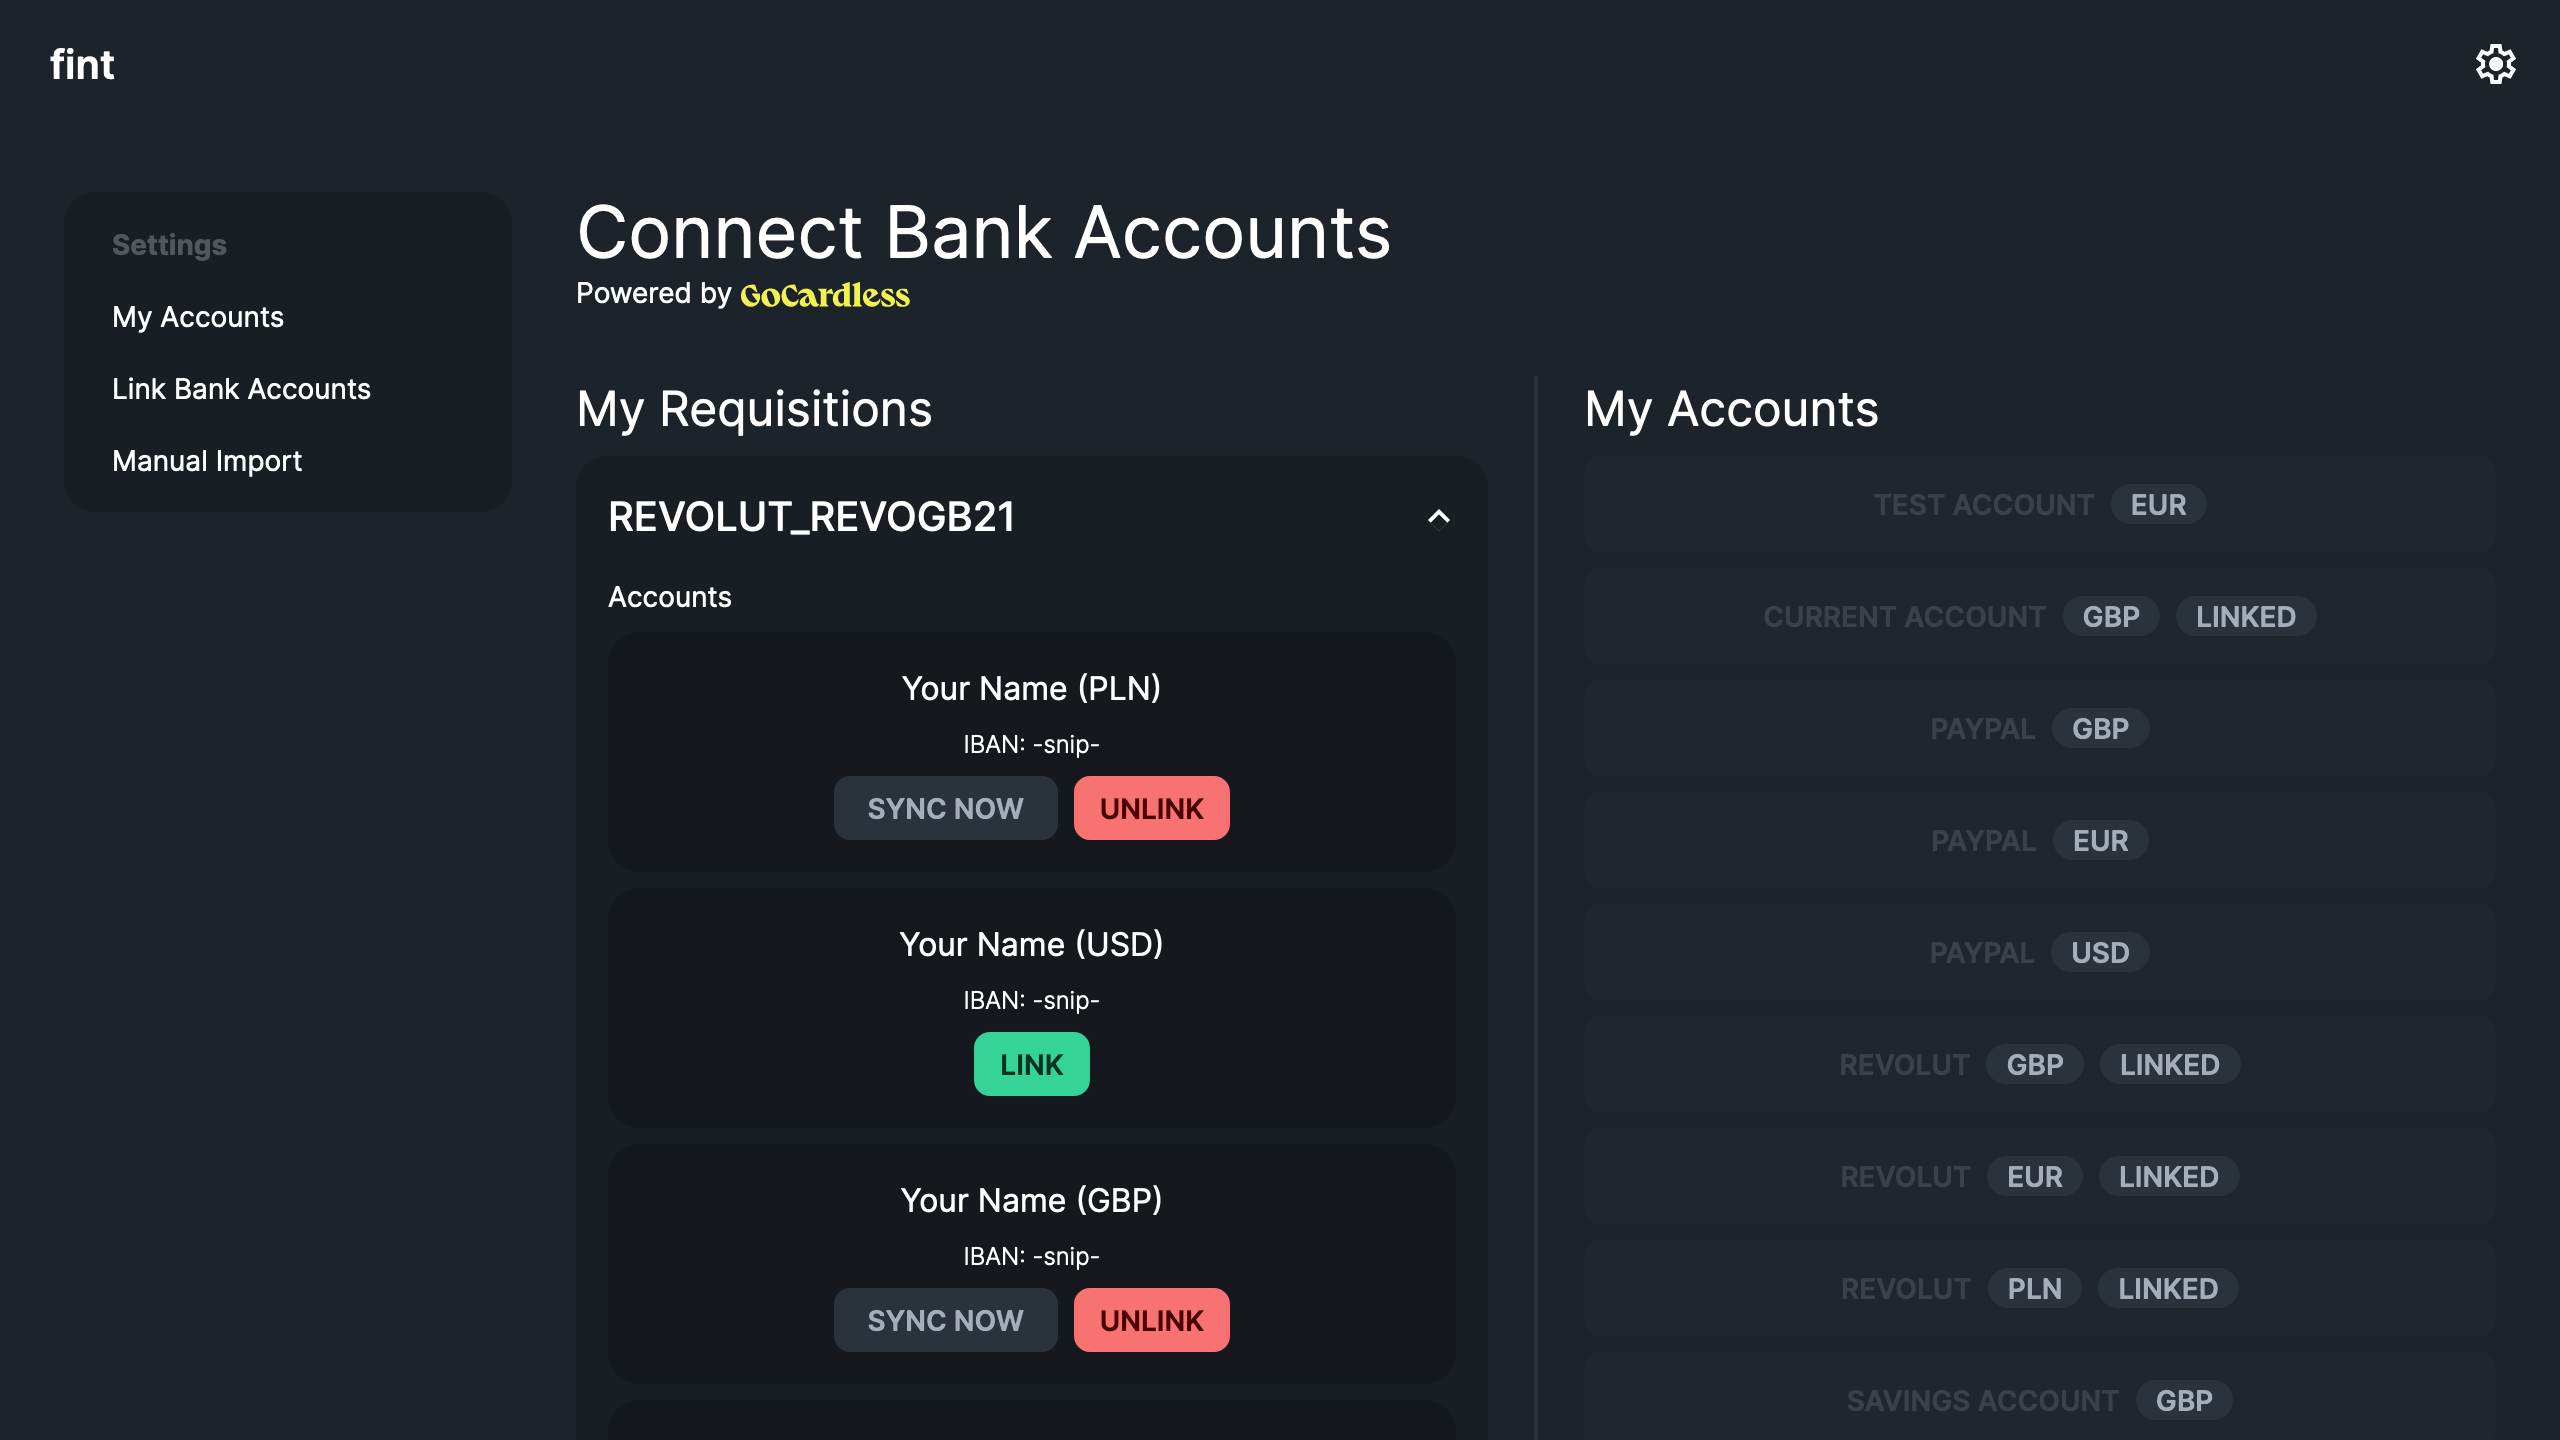 fint
Settings
My Accounts
Link Bank Accounts
Manual Import
Connect Bank Accounts
Powered by GoCardless
My Requisitions
REVOLUT_REVOGB21
Accounts
Your Name (PLN)
IBAN: -snip-
SYNC NOW UNLINK
Your Name (USD)
IBAN: -snip-
LINK
Your Name (GBP)
IBAN: -snip-
SYNC NOW UNLINK
My Accounts
TEST ACCOUNT EUR
CURRENT ACCOUNT GBP LINKED
PAYPAL GBP
PAYPAL EUR
PAYPAL USD
REVOLUT GBP LINKED
REVOLUT EUR LINKED
REVOLUT PLN LINKED
SAVINGS ACCOUNT GBP